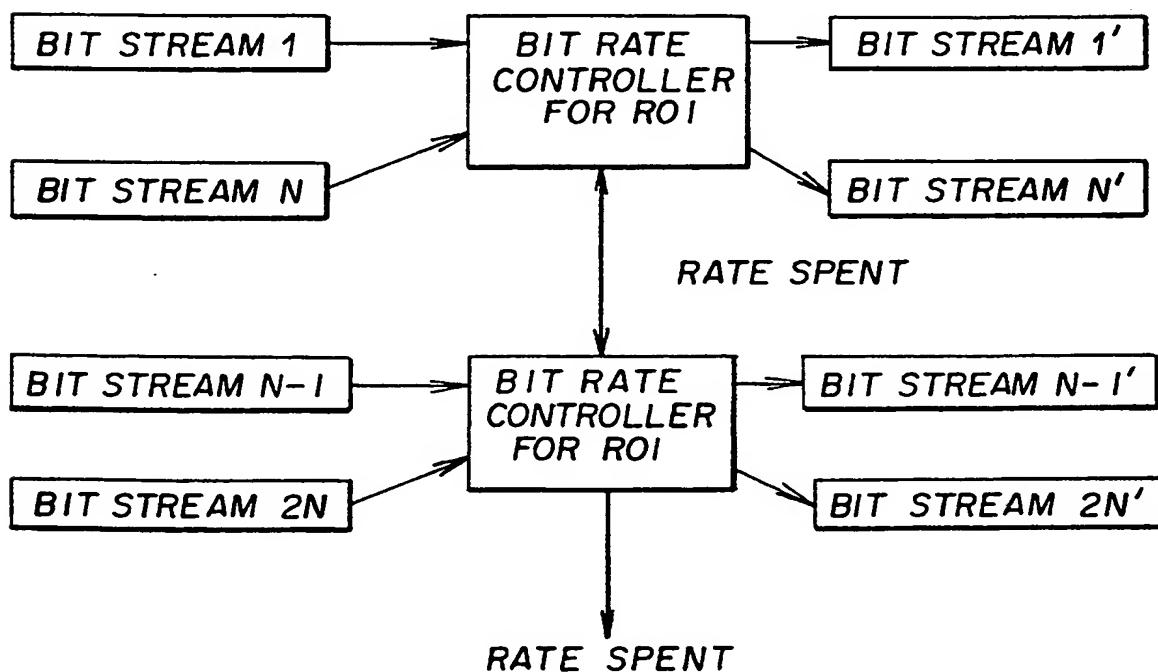 BIT STREAM 1
BIT RATE
CONTROLLER
FOR ROI
BIT STREAM 1'
BIT STREAM N
BIT STREAM N'
RATE SPENT
BIT STREAM N-1
BIT RATE
CONTROLLER
FOR ROI
BIT STREAM N-1'
BIT STREAM 2N
BIT STREAM 2N'
RATE SPENT